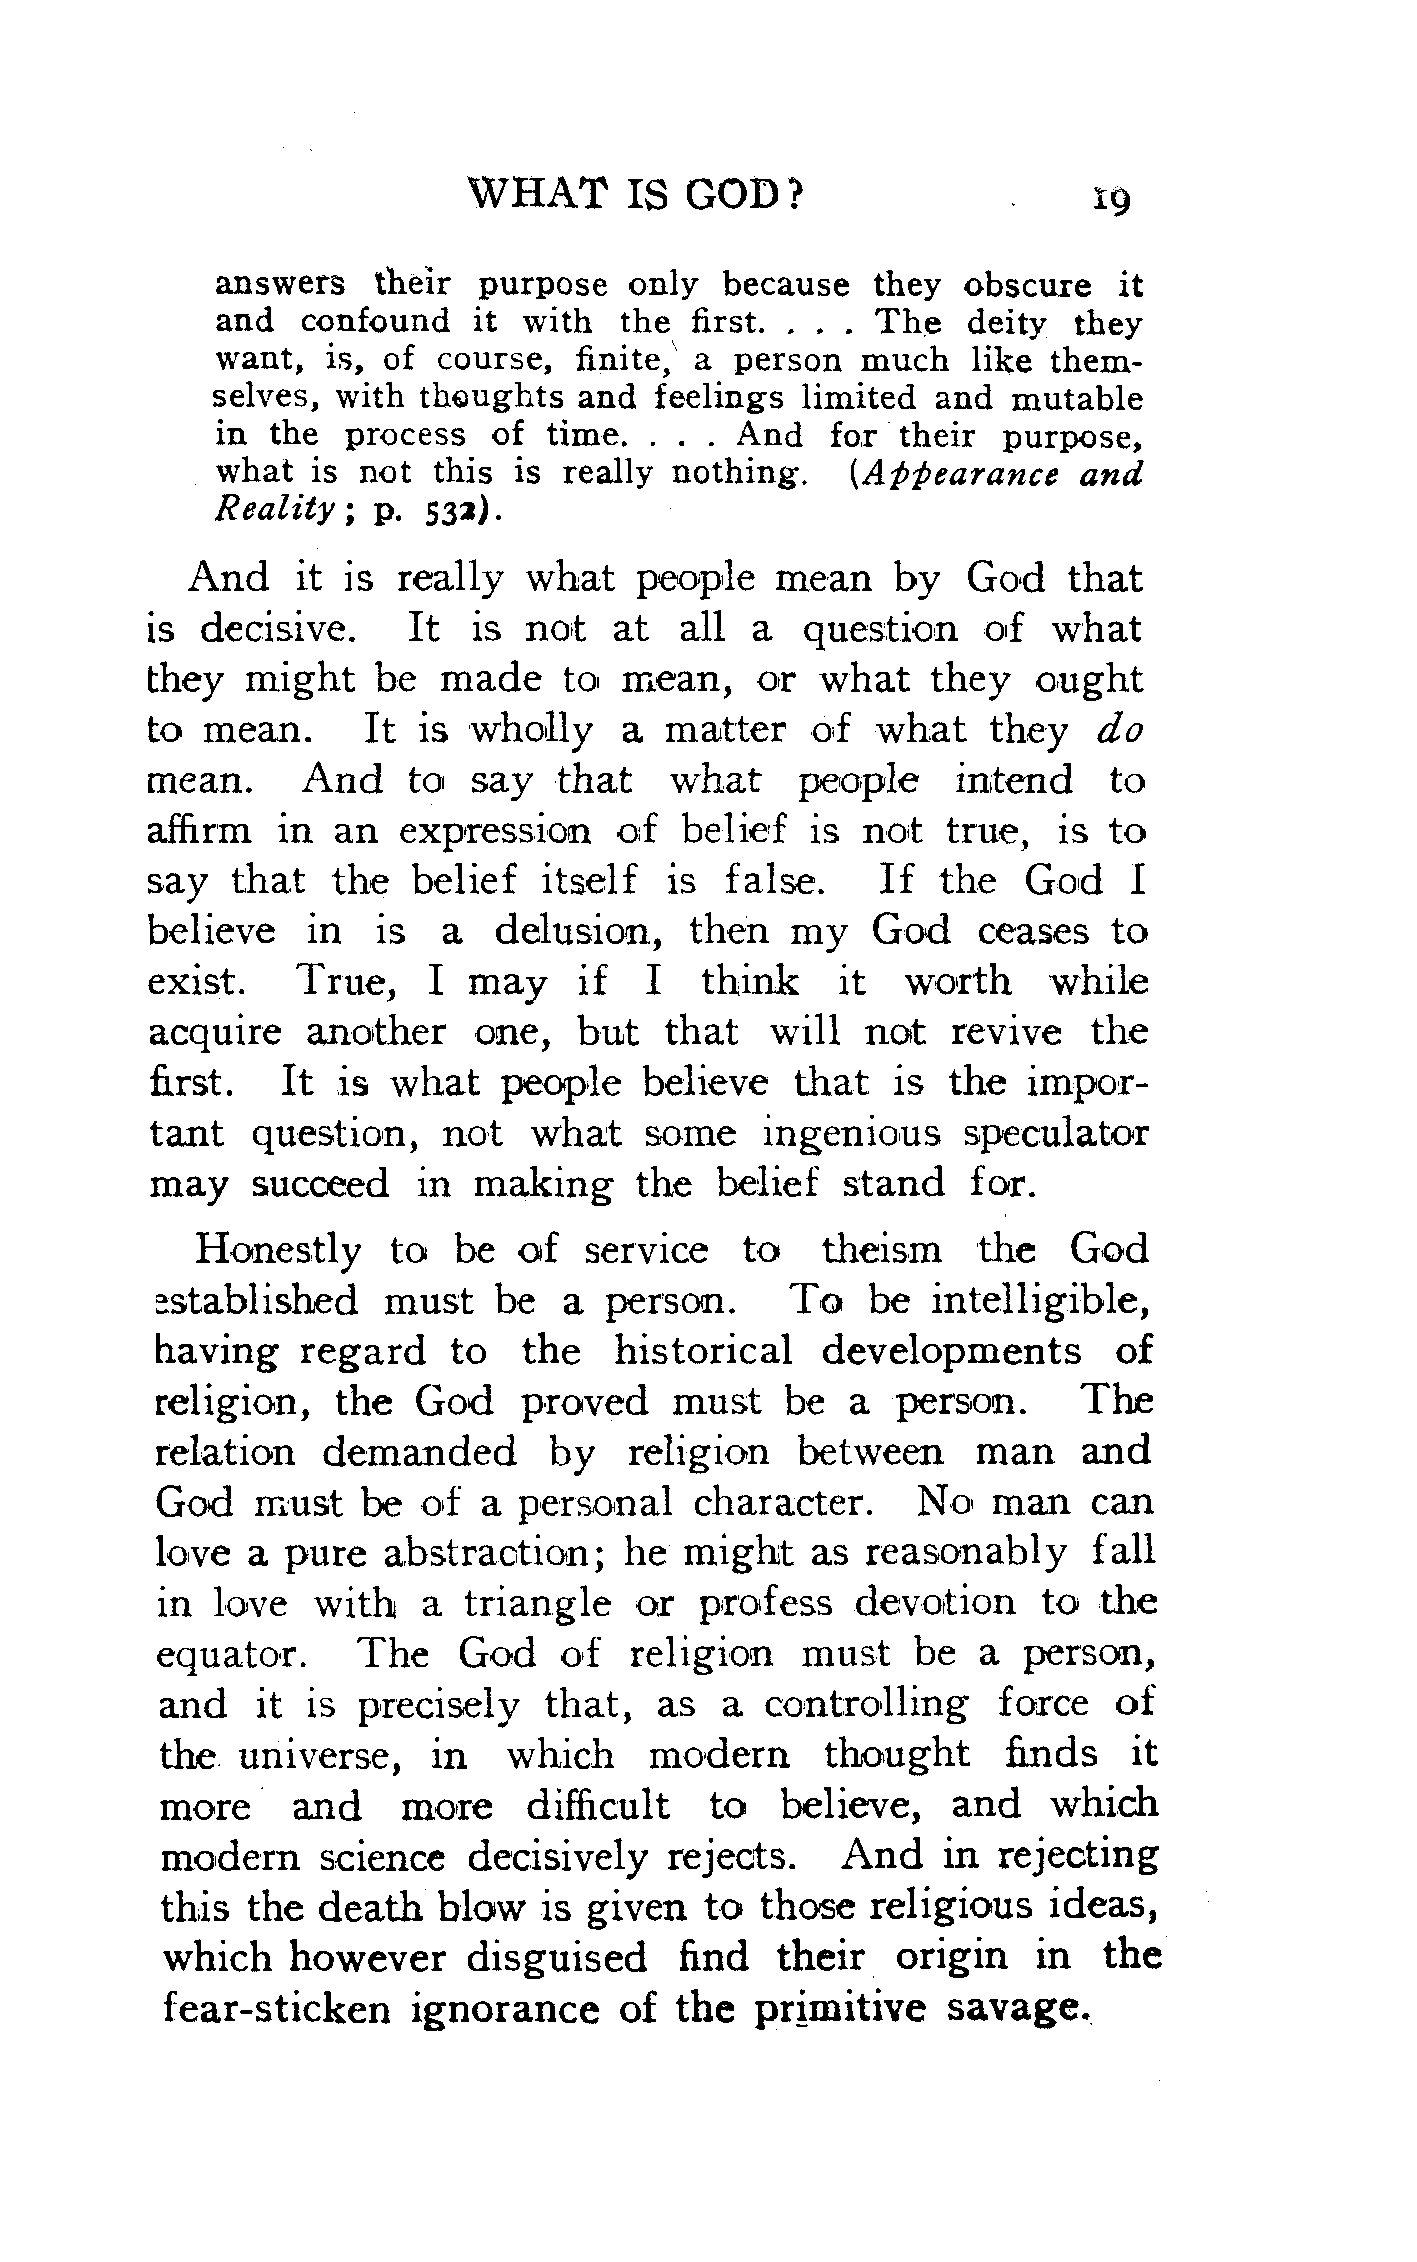 WHAT IS GOD? 19
answers their purpose only because they obscure it
and confound it with the first. . . . The deity they
want, is, of course, finite, a person much like them-
selves, with thoughts and feelings limited and mutable
in the process of time. . . . And for their purpose,
what is not this is really nothing. (Appearance and
Reality; p. 532).
And it is really what people mean by God that
is decisive. It is not at all a question of what
they might be made to mean, or what they ought
to mean. It is wholly a matter of what they do
mean. And to say that what people intend to
affirm in an expression of belief is not true, is to
say that the belief itself is false. If the God I
believe in is a delusion, then my God ceases to
exist. True, I may if I think it worth while
acquire another one, but that will not revive the
first. It is what people believe that is the impor-
tant question, not what some ingenious speculator
may succeed in making the belief stand for.
Honestly to be of service to theism the God
established must be a person. To be intelligible,
having regard to the historical developments of
religion, the God proved must be a person. The
relation demanded by religion between man and
God must be of a personal character. No man can
love a pure abstraction; he might as reasonably fall
in love with a triangle or profess devotion to the
equator. The God of religion must be a person,
and it is precisely that, as a controlling force of
the universe, in which modern thought finds it
more and more difficult to believe, and which
modern science decisively rejects. And in rejecting
this the death blow is given to those religious ideas,
which however disguised find their origin in the
fear-sticken ignorance of the primitive savage.